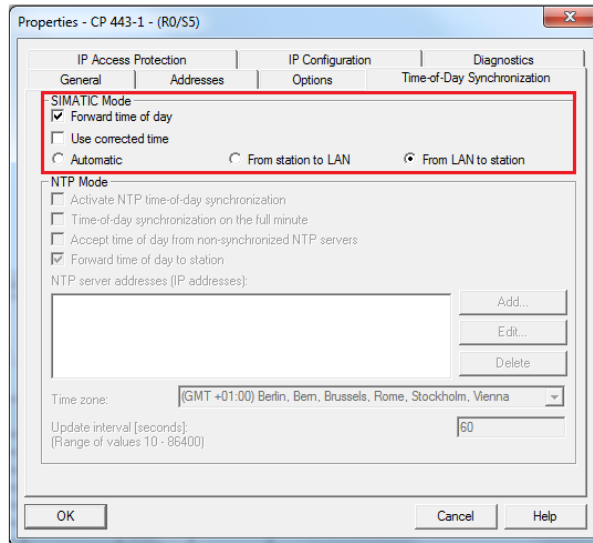 Properties - CP 443-1 - (R0/S5)
IP Access Protection IP Configuration Diagnostics
General Addresses Options Time-of-Day Synchronization
SIMATIC Mode
Forward time of day
Use corrected time
Automatic From station to LAN From LAN to station
NTP Mode
Activate NTP time-of-day synchronization
Time-of-day synchronization on the full minute
Accept time of day from non-synchronized NTP servers
Forward time of day to station
NTP server addresses (IP addresses):
Add...
Edit...
Delete
Time zone: (GMT +01:00) Berlin, Bern, Brussels, Rome, Stockholm, Vienna
Update interval [seconds]: 60
(Range of values 10 - 86400)
OK Cancel Help